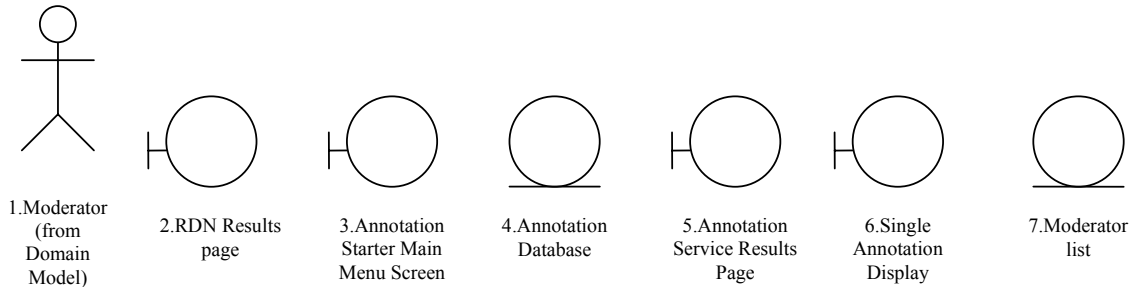 1.Moderator
(from
Domain
Model)
2.RDN Results
page
3.Annotation
Starter Main
Menu Screen
4.Annotation
Database
5.Annotation
Service Results
Page
6.Single
Annotation
Display
7.Moderator
list